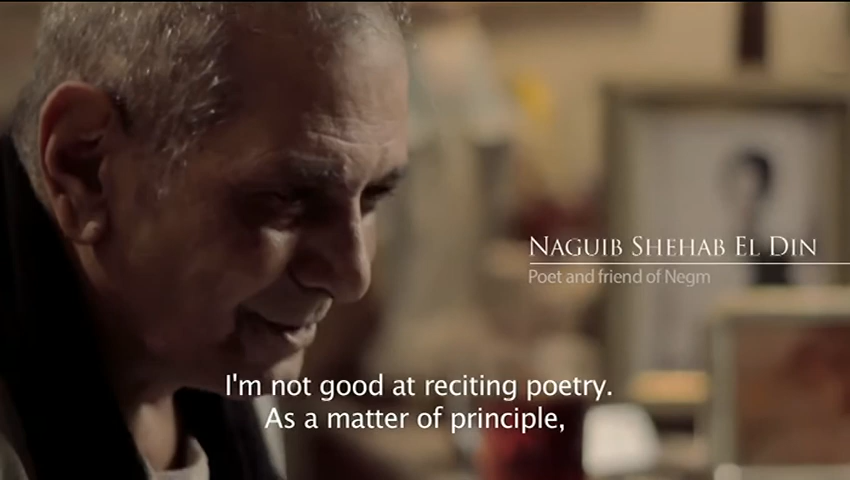 Naguib Shehab El Din
Poet and friend of Negm
I'm not good at reciting poetry.
As a matter of principle,